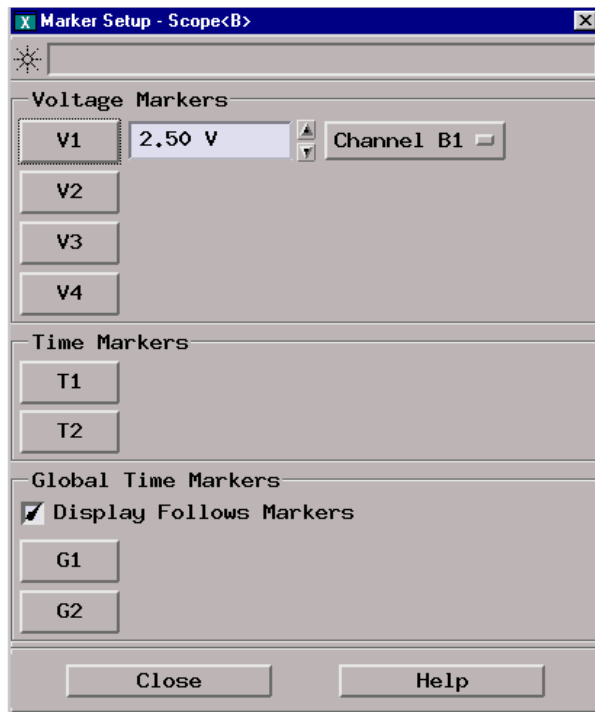 X Marker Setup - Scope<B>
Voltage Markers
V1 2.50 V Channel B1
V2
V3
V4
Time Markers
T1
T2
Global Time Markers
Display Follows Markers
G1
G2
Close Help